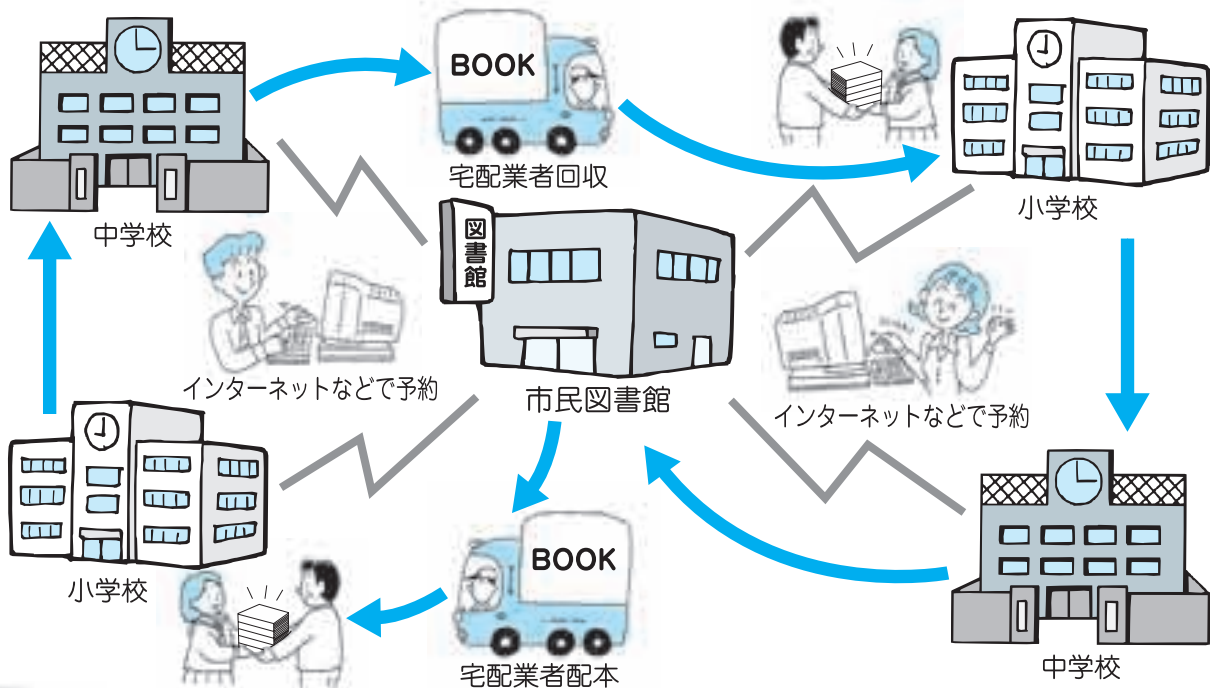 BOOK
宅配業者回収
中学校
小学校
図書館
インターネットなどで予約
市民図書館
インターネットなどで予約
小学校
BOOK
宅配業者配本
中学校